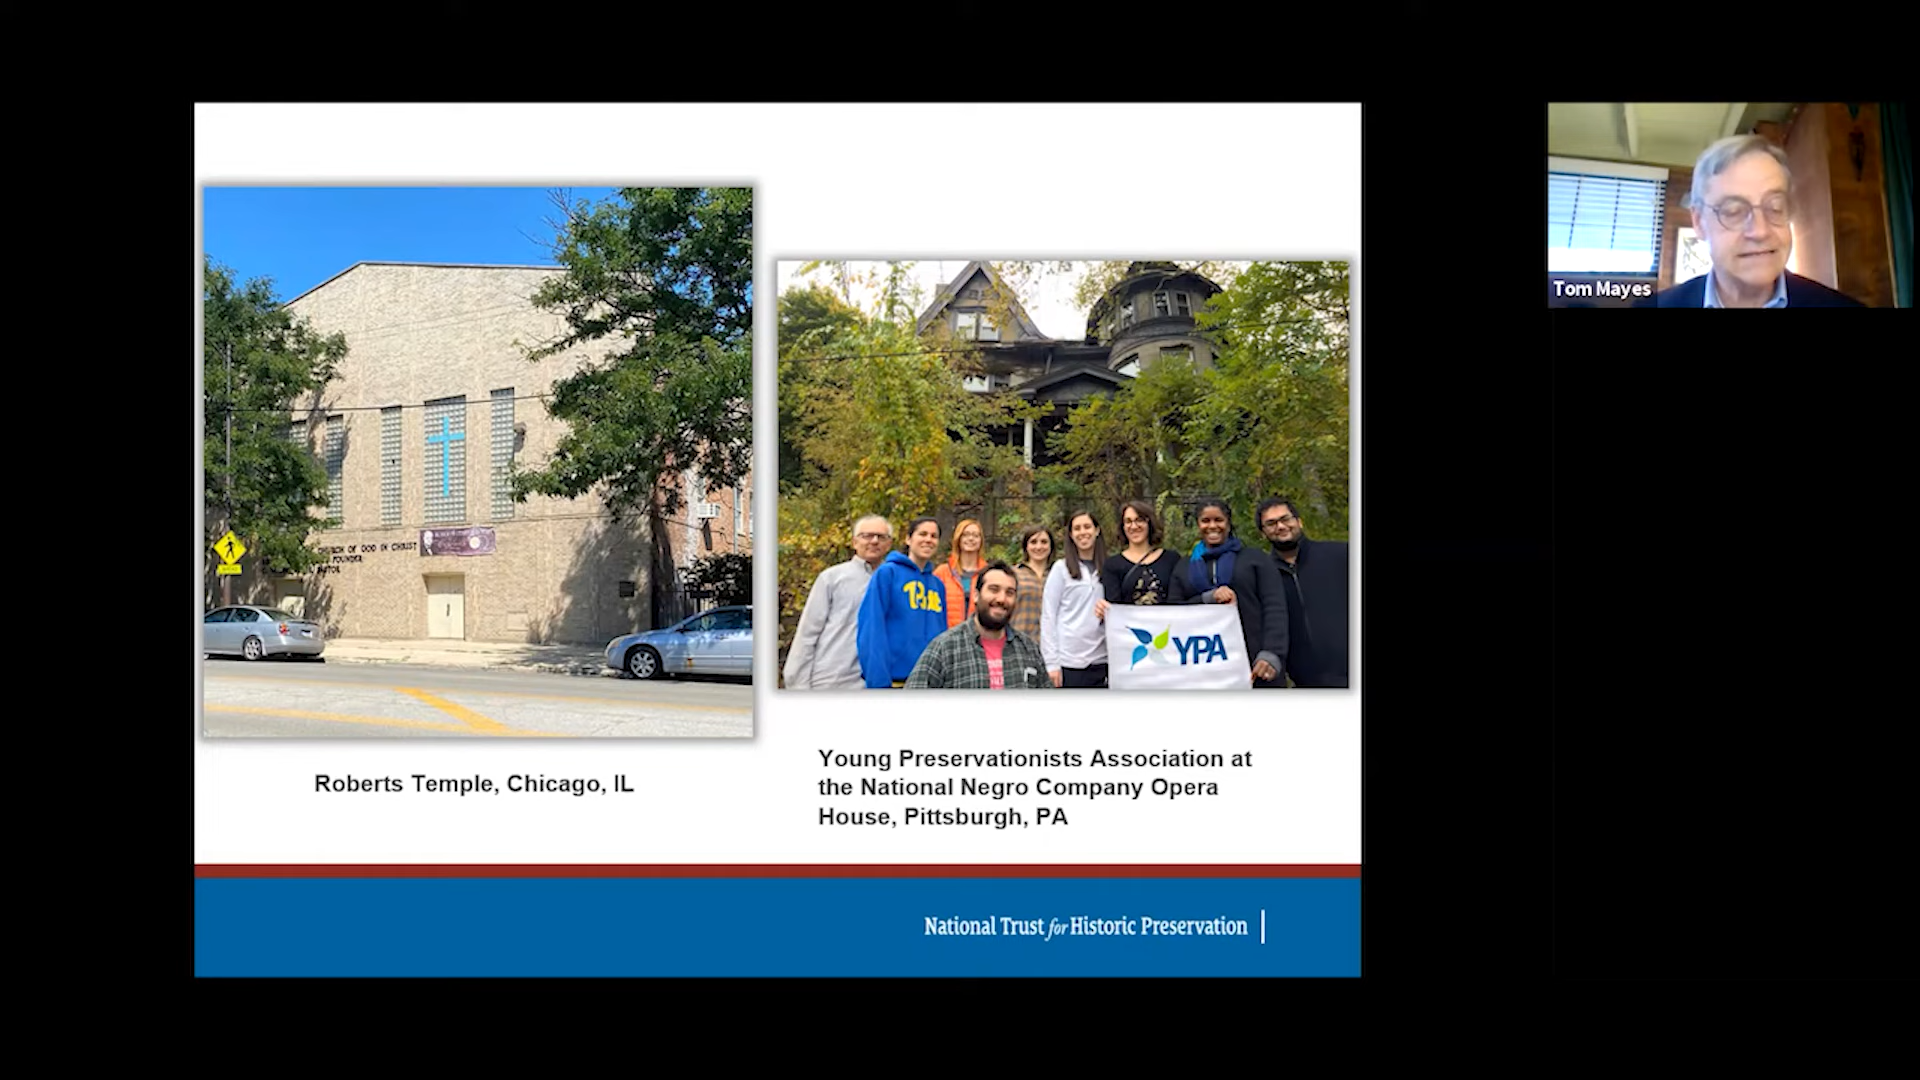 CHURCH OF GOD IN CHRIST
FOUNDER
YPA
Tom Mayes
Roberts Temple, Chicago, IL
Young Preservationists Association at
the National Negro Company Opera
House, Pittsburgh, PA
National Trust for Historic Preservation